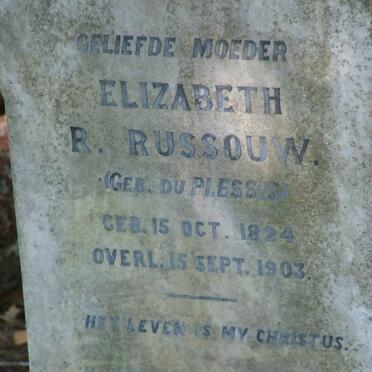 GELIEFDE MOEDER
ELIZABETH
R. RUSSOUW.
(GEB. DU PLESSIS)
GEB. 15 OCT. 1824
OVERL. 15 SEPT. 1903.
HET LEVEN IS MY CHRISTUS.